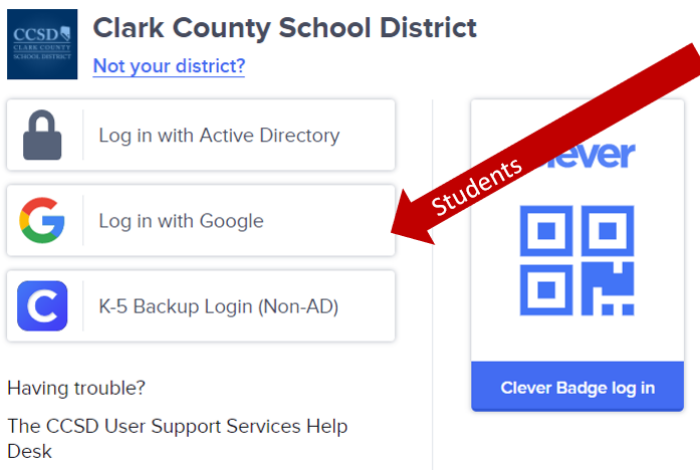 CCSD
CLARK COUNTY
SCHOOL DISTRICT
Clark County School District
Not your district?
Log in with Active Directory
Log in with Google
K-5 Backup Login (Non-AD)
Having trouble?
The CCSD User Support Services Help
Desk
Students
ever
Clever Badge log in